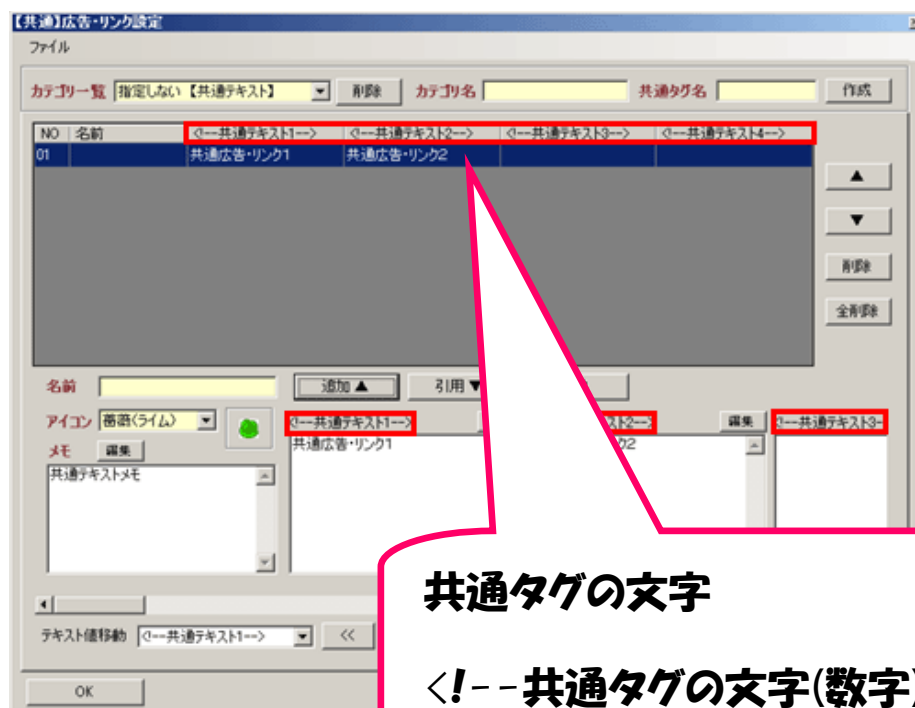 【共通】広告・リンク設定
ファイル
カテゴリ一覧 指定しない 【共通テキスト】 削除 カテゴリ名 共通タグ名 作成
NO 名前 <!--共通テキスト1--> <!--共通テキスト2--> <!--共通テキスト3--> <!--共通テキスト4-->
01 共通広告・リンク1 共通広告・リンク2
▲
▼
削除
全削除
名前 追加 ▲ 引用 ▼
アイコン 薔薇(ライム) <!--共通テキスト1--> スト2--> 編集 <!--共通テキスト3-
メモ 編集 共通広告・リンク1 2
共通テキストメモ
テキスト値移動 <!--共通テキスト1--> <<
OK
共通タグの文字
<!--共通タグの文字(数字)